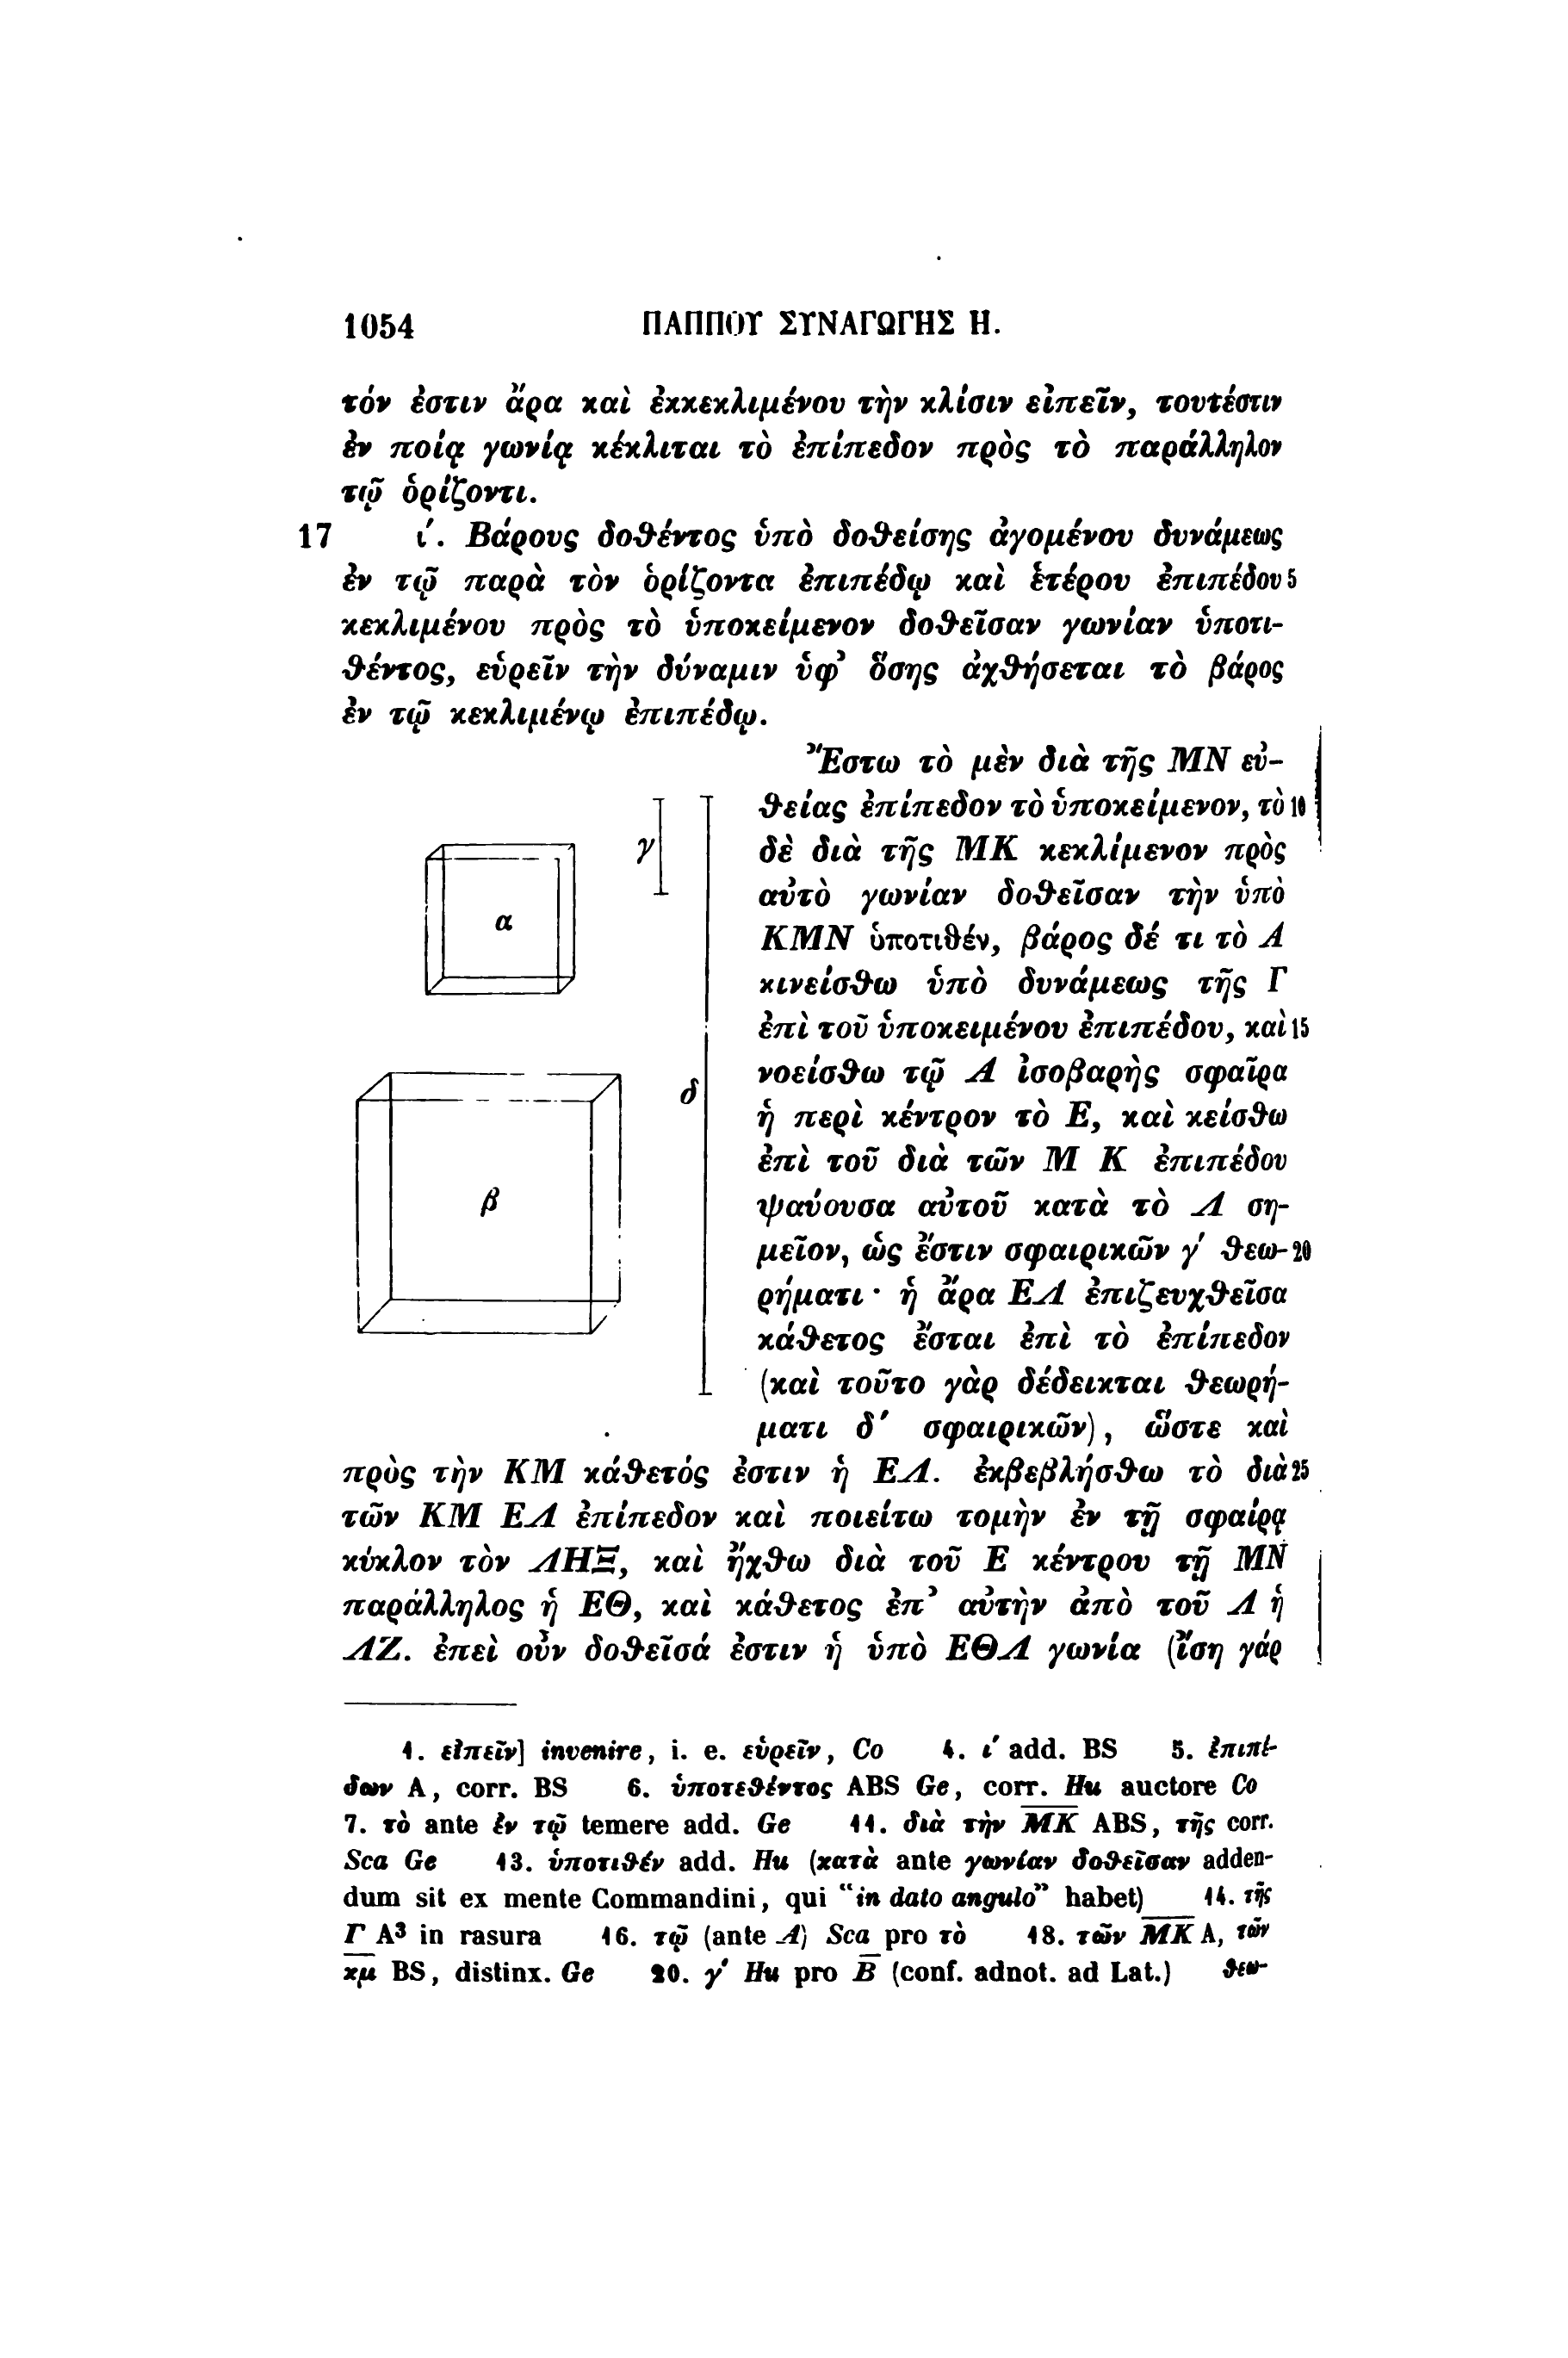 1054 ΠΑΠΠΟΥ ΣΥΝΑΓΩΓΗΣ Η.
τόν ἐστιν ἄρα καὶ ἐκκεκλιμένου τὴν κλίσιν εἰπεῖν, τουτέστιν
ἐν ποίᾳ γωνίᾳ κέκλιται τὸ ἐπίπεδον πρὸς τὸ παράλληλον
τῷ ὁρίζοντι.
17 ί. Βάρους δοθέντος ὑπὸ δοθείσης ἀγομένου δυνάμεως
ἐν τῷ παρὰ τὸν ὁρίζοντα ἐπιπέδῳ καὶ ἑτέρου ἐπιπέδου 5
κεκλιμένου πρὸς τὸ ὑποκείμενον δοθεῖσαν γωνίαν ὑποτι-
θέντος, εὑρεῖν τὴν δύναμιν ὑφ᾽ ὅσης ἀχθήσεται τὸ βάρος
ἐν τῷ κεκλιμένῳ ἐπιπέδῳ.
Ἔστω τὸ μὲν διὰ τῆς ΜΝ εὐ-
θείας ἐπίπεδον τὸ ὑποκείμενον, τὸ 10
δὲ διὰ τῆς ΜΚ κεκλίμενον πρὸς
αὐτὸ γωνίαν δοθεῖσαν τὴν ὑπὸ
ΚΜΝ ὑποτιθέν, βάρος δέ τι τὸ Α
κινείσθω ὑπὸ δυνάμεως τῆς Γ
ἐπὶ τοῦ ὑποκειμένου ἐπιπέδου, καὶ 15
νοείσθω τῷ Α ἰσοβαρὴς σφαῖρα
ἡ περὶ κέντρον τὸ Ε, καὶ κείσθω
ἐπὶ τοῦ διὰ τῶν Μ Κ ἐπιπέδου
ψαύουσα αὐτοῦ κατὰ τὸ Λ ση-
μεῖον, ὡς ἔστιν σφαιρικῶν γ΄ θεω- 20
ρήματι· ἡ ἄρα ΕΛ ἐπιζευχθεῖσα
κάθετος ἔσται ἐπὶ τὸ ἐπίπεδον
(καὶ τοῦτο γὰρ δέδεικται θεωρή-
ματι δ΄ σφαιρικῶν), ὥστε καὶ
πρὸς τὴν ΚΜ κάθετός ἐστιν ἡ ΕΛ. ἐκβεβλήσθω τὸ διὰ 25
τῶν ΚΜ ΕΛ ἐπίπεδον καὶ ποιείτω τομὴν ἐν τῇ σφαίρᾳ
κύκλον τὸν ΛΗΞ, καὶ ἤχθω διὰ τοῦ Ε κέντρου τῇ ΜΝ
παράλληλος ἡ ΕΘ, καὶ κάθετος ἐπ᾽ αὐτὴν ἀπὸ τοῦ Λ ἡ
ΛΖ. ἐπεὶ οὖν δοθεῖσά ἐστιν ἡ ὑπὸ ΕΘΛ γωνία (ἴση γάρ
α
γ
β
δ
1. εἰπεῖν] invenire, i. e. εὑρεῖν, Co 4. ι΄ add. BS 5. ἐπιπέ-
δων A, corr. BS 6. ὑποτεθέντος ABS Ge, corr. Hu auctore Co
7. τὸ ante ἐν τῷ temere add. Ge 11. διὰ τὴν Μ̅Κ̅ ABS, τῆς corr.
Sca Ge 13. ὑποτιθέν add. Hu (κατὰ ante γωνίαν δοθεῖσαν adden-
dum sit ex mente Commandini, qui "in dato angulo" habet) 14. τῆς
Γ A³ in rasura 16. τῷ (ante Α) Sca pro τὸ 18. τῶν Μ̅Κ̅ A, τῶν
κ̅μ̅ BS, distinx. Ge 20. γ΄ Hu pro Β̅ (conf. adnot. ad Lat.) θεω-